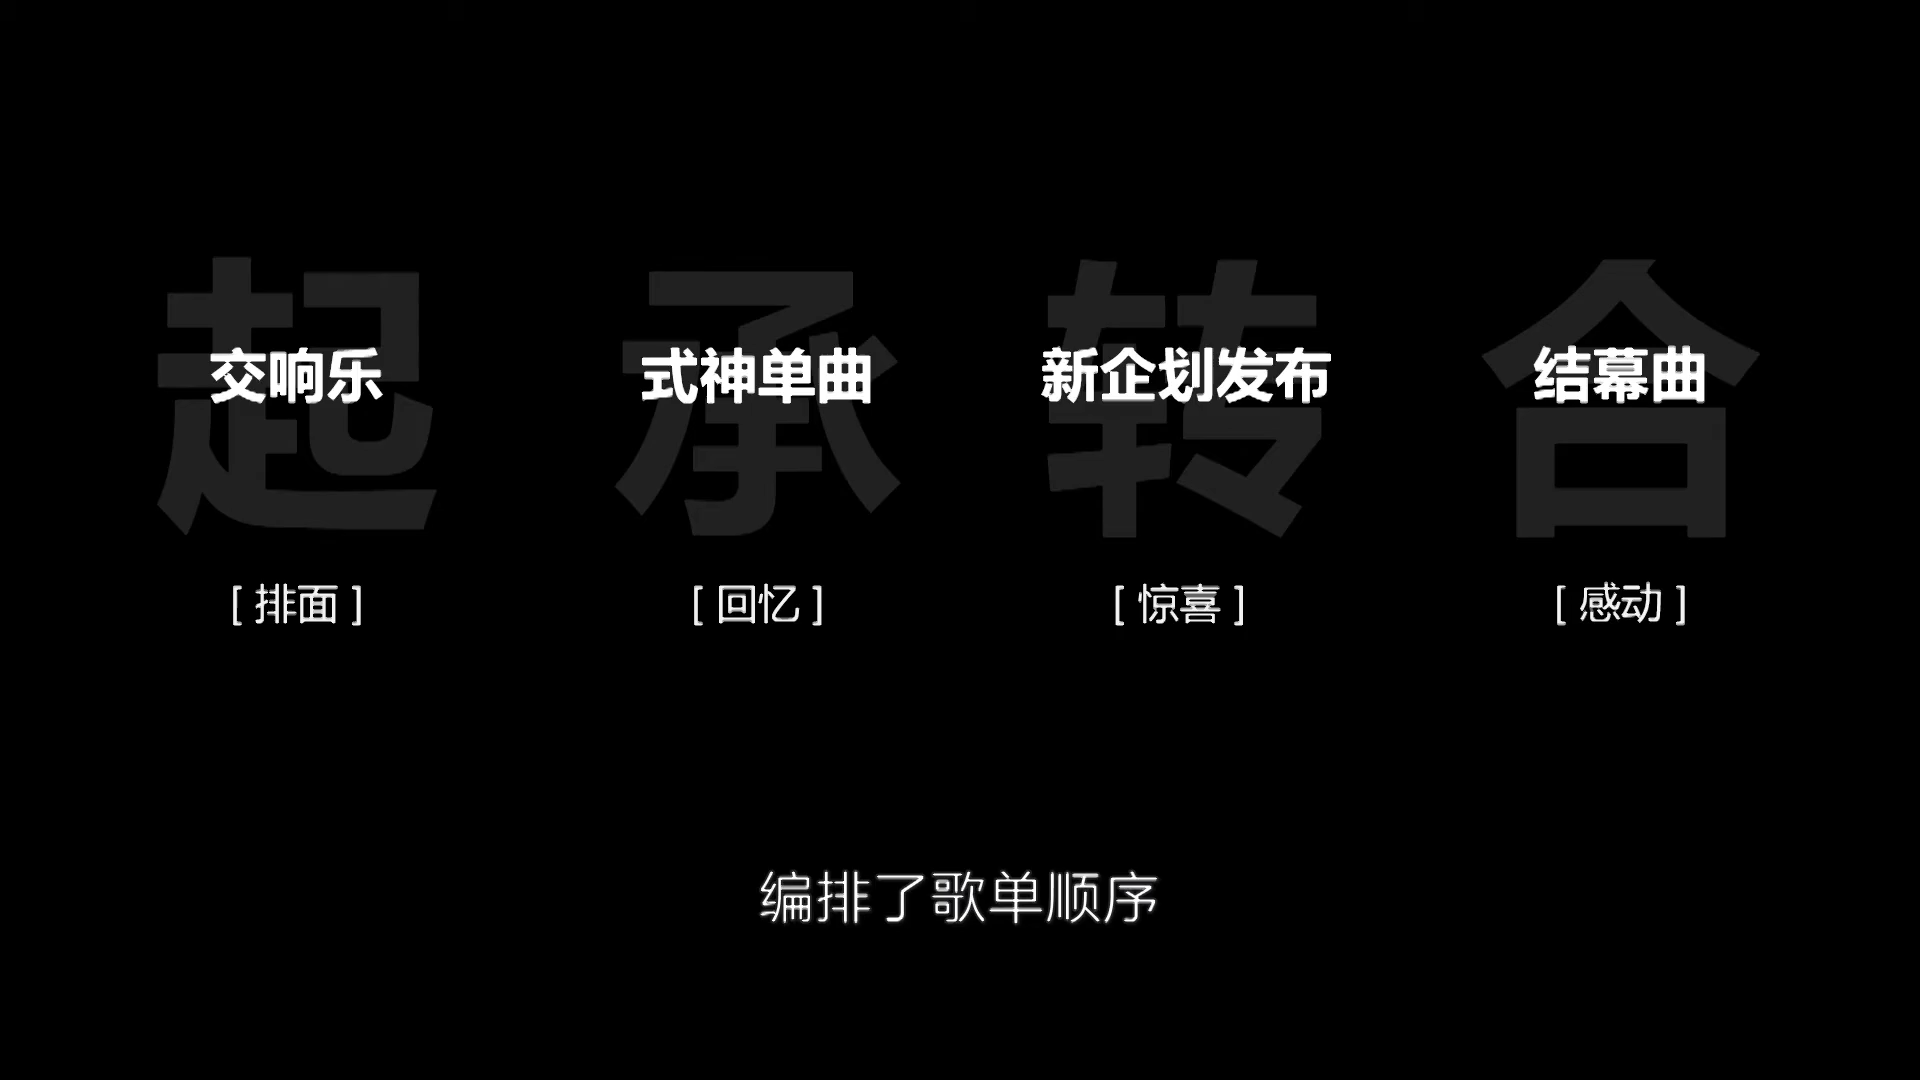 起 承 转 合
交响乐 式神单曲 新企划发布 结幕曲
[ 排面 ] [ 回忆 ] [ 惊喜 ] [ 感动 ]
编排了歌单顺序